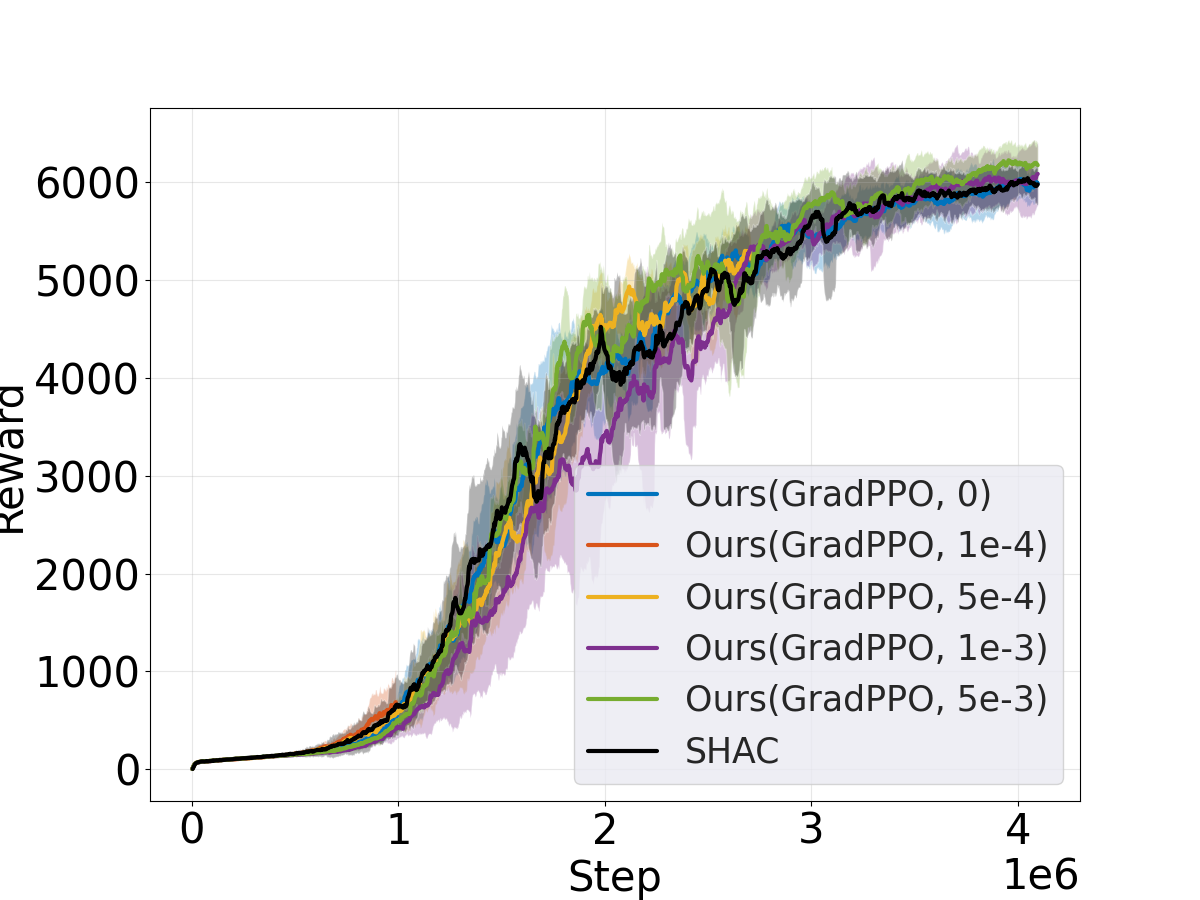 6000
5000
4000
3000
2000
1000
0
Reward
0 1 2 3 4
1e6
Step
Ours(GradPPO, 0)
Ours(GradPPO, 1e-4)
Ours(GradPPO, 5e-4)
Ours(GradPPO, 1e-3)
Ours(GradPPO, 5e-3)
SHAC